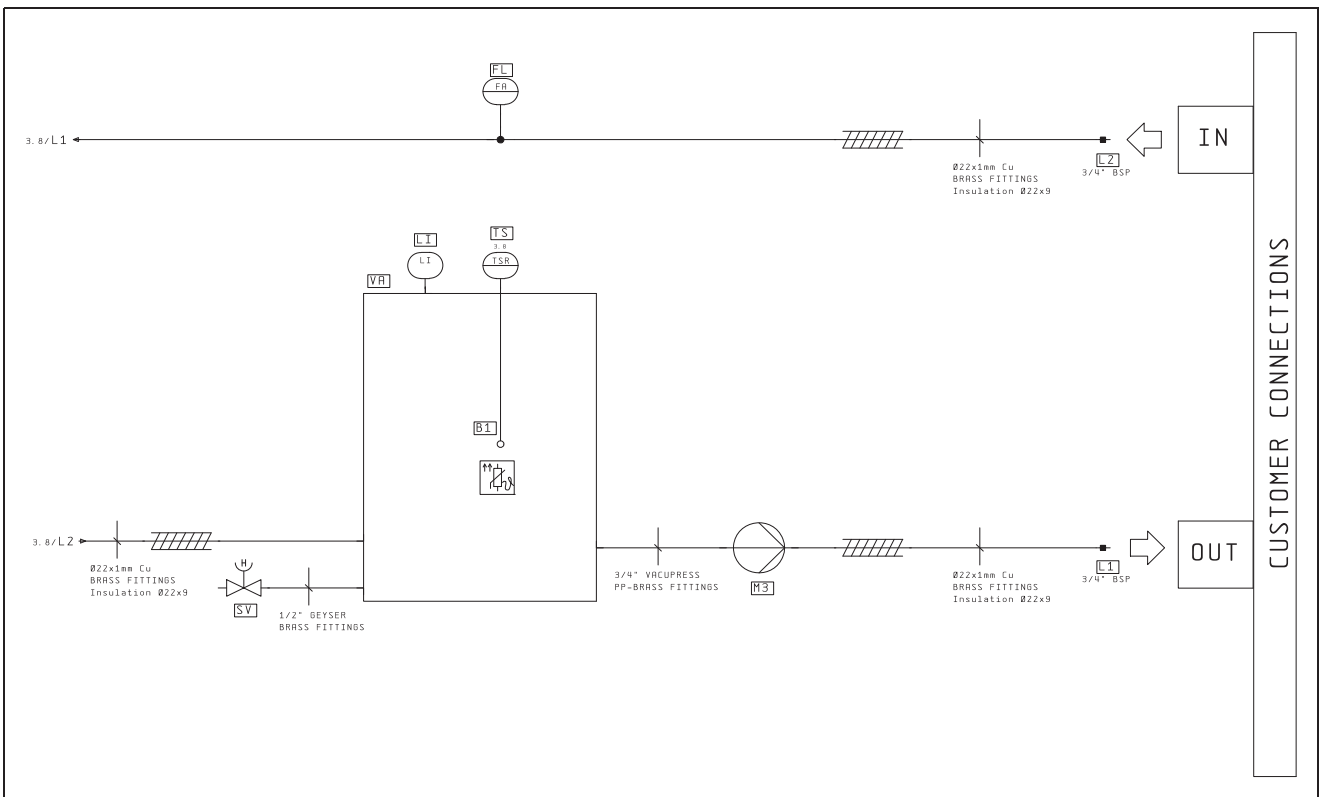 FL
FA
3.8/L1
IN
L2
3/4" BSP
Ø22x1mm Cu
BRASS FITTINGS
Insulation Ø22x9
LI
LI
TS
3.8
TSR
VA
B1
CUSTOMER CONNECTIONS
3.8/L2
Ø22x1mm Cu
BRASS FITTINGS
Insulation Ø22x9
H
SV
1/2" GEYSER
BRASS FITTINGS
3/4" VACUPRESS
PP-BRASS FITTINGS
M3
Ø22x1mm Cu
BRASS FITTINGS
Insulation Ø22x9
L1
3/4" BSP
OUT